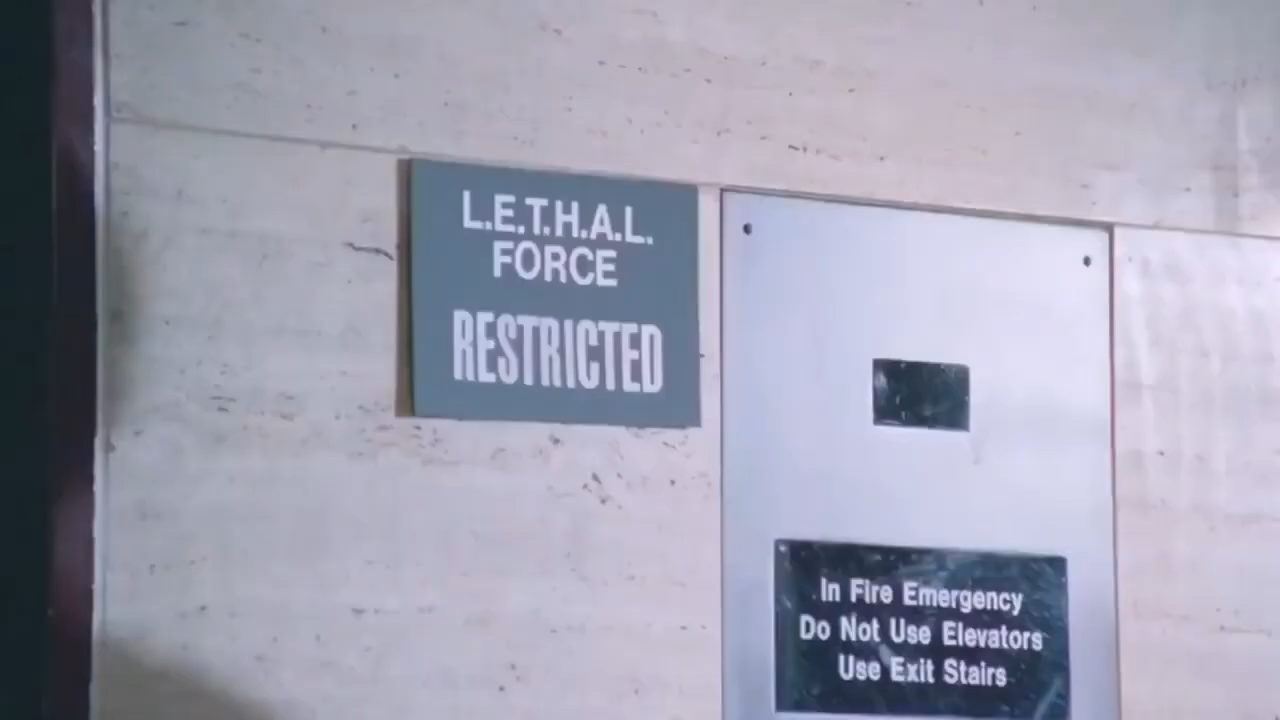 L.E.T.H.A.L.
FORCE
RESTRICTED
In Fire Emergency
Do Not Use Elevators
Use Exit Stairs